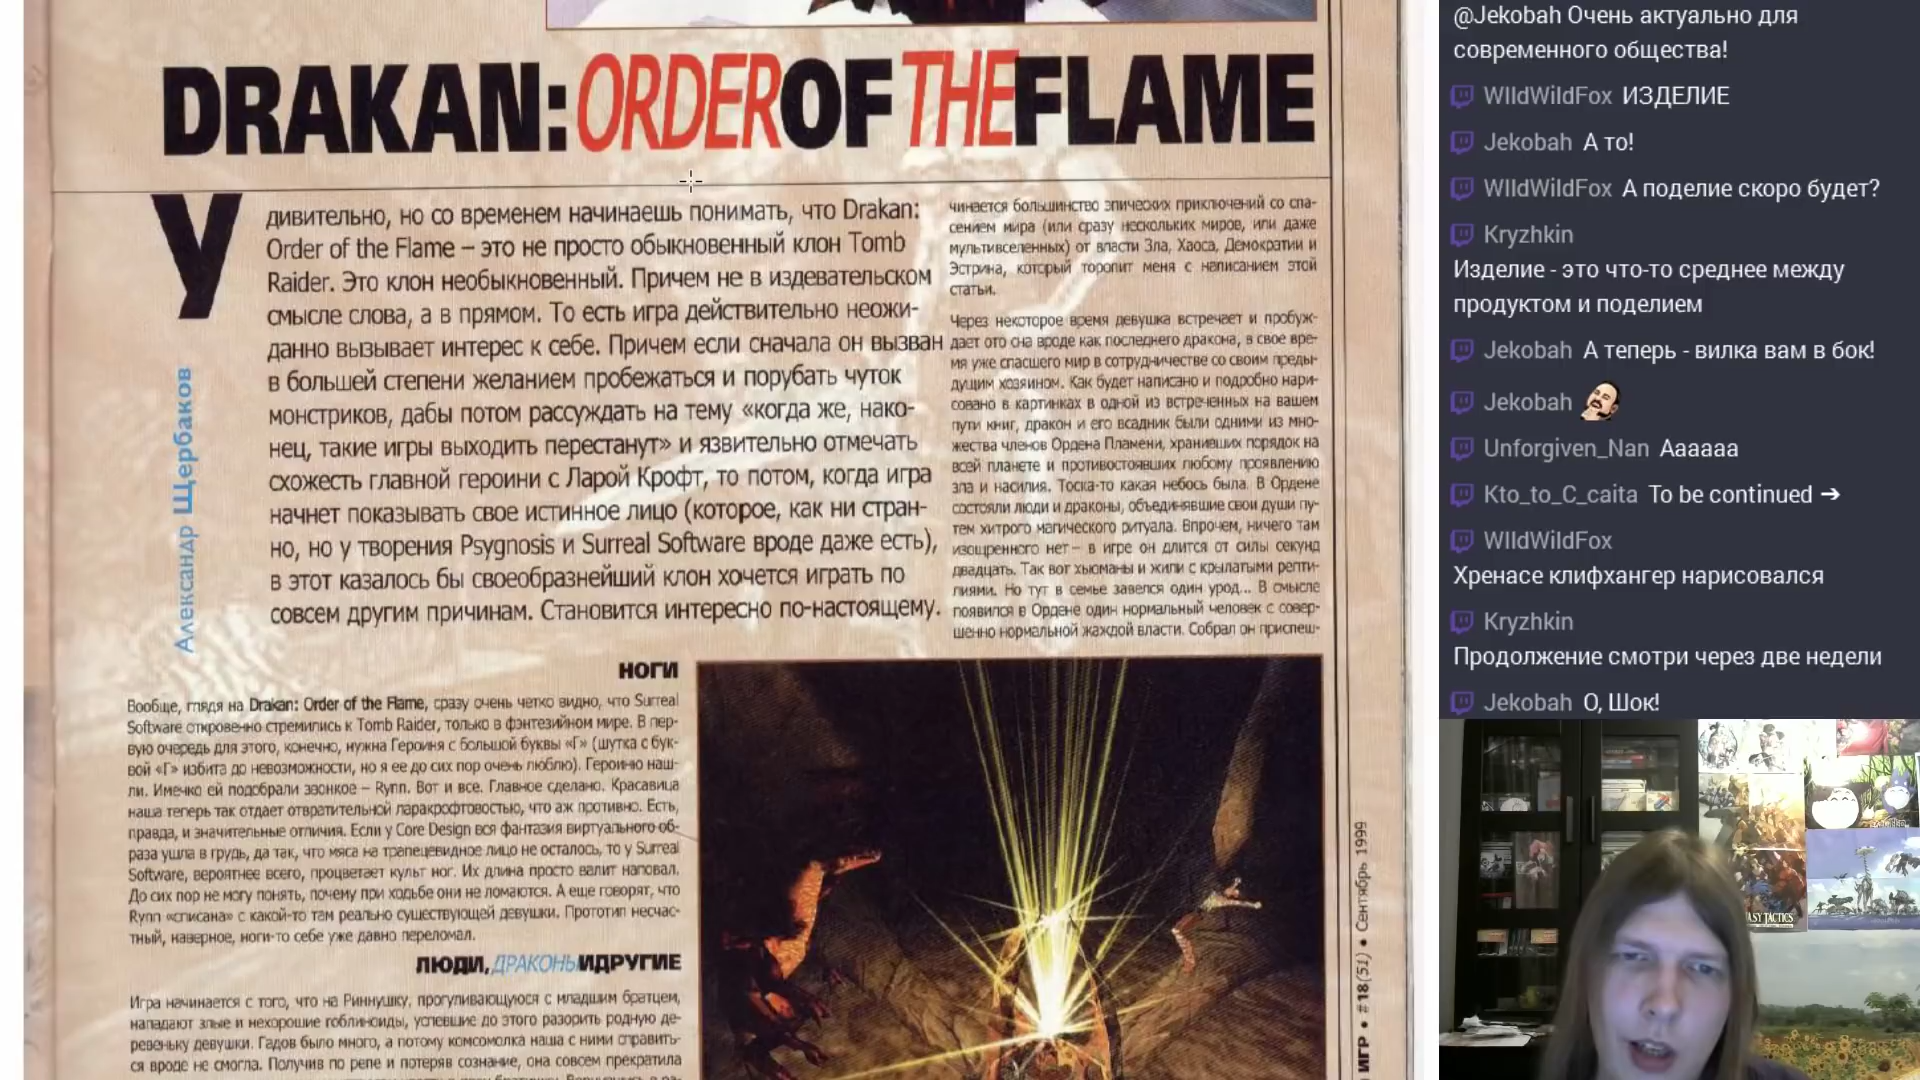 DRAKAN: ORDER OF THE FLAME
Удивительно, но со временем начинаешь понимать, что Drakan:
Order of the Flame – это не просто обыкновенный клон Tomb
Raider. Это клон необыкновенный. Причем не в издевательском
смысле слова, а в прямом. То есть игра действительно неожи-
данно вызывает интерес к себе. Причем если сначала он вызван
в большей степени желанием пробежаться и порубать чуток
монстриков, дабы потом рассуждать на тему «когда же, нако-
нец, такие игры выходить перестанут» и язвительно отмечать
схожесть главной героини с Ларой Крофт, то потом, когда игра
начнет показывать свое истинное лицо (которое, как ни стран-
но, но у творения Psygnosis и Surreal Software вроде даже есть),
в этот казалось бы своеобразнейший клон хочется играть по
совсем другим причинам. Становится интересно по-настоящему.
Александр Щербаков
НОГИ
Вообще, глядя на Drakan: Order of the Flame, сразу очень четко видно, что Surreal
Software откровенно стремились к Tomb Raider, только в фэнтезийном мире. В пер-
вую очередь для этого, конечно, нужна Героиня с большой буквы «Г» (шутка с бук-
вой «Г» избита до невозможности, но я ее до сих пор очень люблю). Героиню наш-
ли. Имечко ей подобрали звонкое – Rynn. Вот и все. Главное сделано. Красавица
наша теперь так отдает отвратительной ларакрофтовостью, что аж противно. Есть,
правда, и значительные отличия. Если у Core Design вся фантазия виртуального об-
раза ушла в грудь, да так, что мяса на трапецевидное лицо не осталось, то у Surreal
Software, вероятнее всего, процветает культ ног. Их длина просто валит наповал.
До сих пор не могу понять, почему при ходьбе они не ломаются. А еще говорят, что
Rynn «списана» с какой-то там реально существующей девушки. Прототип несчас-
тный, наверное, ноги-то себе уже давно переломал.
ЛЮДИ, ДРАКОНЫ И ДРУГИЕ
Игра начинается с того, что на Риннушку, прогуливающуюся с младшим братцем,
нападают злые и нехорошие гоблиноиды, успевшие до этого разорить родную де-
ревеньку девушки. Гадов было много, а потому комсомолка наша с ними справить-
ся вроде не смогла. Получив по репе и потеряв сознание, она совсем прекратила
чинается большинство эпических приключений со спа-
сением мира (или сразу нескольких миров, или даже
мультивселенных) от власти Зла, Хаоса, Демократии и
Эстрина, который торопит меня с написанием этой
статьи.
Через некоторое время девушка встречает и пробуж-
дает ото сна вроде как последнего дракона, в свое вре-
мя уже спасшего мир в сотрудничестве со своим преды-
дущим хозяином. Как будет написано и подробно нари-
совано в картинках в одной из встреченных на вашем
пути книг, дракон и его всадник были одними из мно-
жества членов Ордена Пламени, хранивших порядок на
всей планете и противостоявших любому проявлению
зла и насилия. Тоска-то какая небось была. В Ордене
состояли люди и драконы, объединявшие свои души пу-
тем хитрого магического ритуала. Впрочем, ничего там
изощренного нет – в игре он длится от силы секунд
двадцать. Так вот хьюманы и жили с крылатыми репти-
лиями. Но тут в семье завелся один урод... В смысле
появился в Ордене один нормальный человек с совер-
шенно нормальной жаждой власти. Собрал он приспеш-
ИГР • #18(51) • Сентябрь 1999
@Jekobah Очень актуально для
современного общества!
WIldWildFox ИЗДЕЛИЕ
Jekobah А то!
WIldWildFox А поделие скоро будет?
Kryzhkin
Изделие - это что-то среднее между
продуктом и поделием
Jekobah А теперь - вилка вам в бок!
Jekobah
Unforgiven_Nan Аааааа
Kto_to_C_caita To be continued ➔
WIldWildFox
Хренасе клифхангер нарисовался
Kryzhkin
Продолжение смотри через две недели
Jekobah О, Шок!